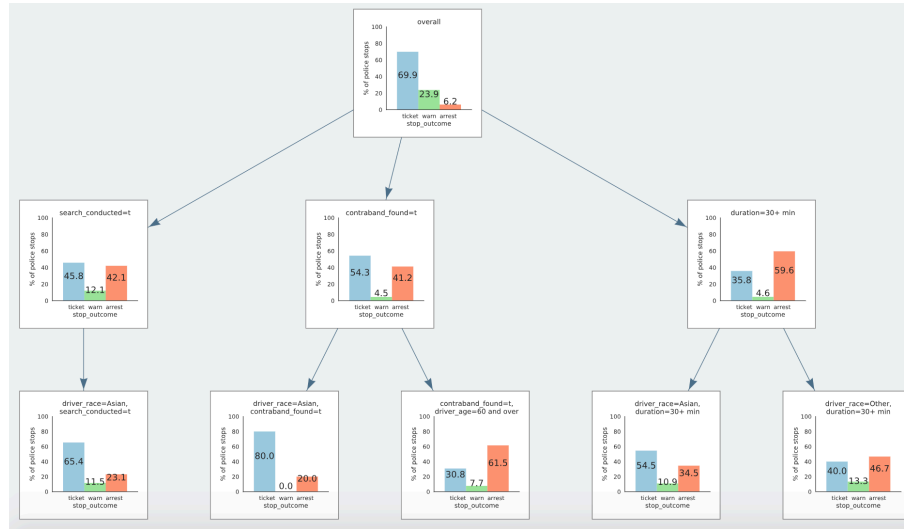 overall
100
80
60
40
20
0
% of police stops
69.9
23.9
6.2
ticket warn arrest
stop_outcome
search_conducted=t
100
80
60
40
20
0
% of police stops
45.8
12.1
42.1
ticket warn arrest
stop_outcome
contraband_found=t
100
80
60
40
20
0
% of police stops
54.3
4.5
41.2
ticket warn arrest
stop_outcome
duration=30+ min
100
80
60
40
20
0
% of police stops
35.8
4.6
59.6
ticket warn arrest
stop_outcome
driver_race=Asian,
search_conducted=t
100
80
60
40
20
0
% of police stops
65.4
11.5
23.1
ticket warn arrest
stop_outcome
driver_race=Asian,
contraband_found=t
100
80
60
40
20
0
% of police stops
80.0
0.0
20.0
ticket warn arrest
stop_outcome
contraband_found=t,
driver_age=60 and over
100
80
60
40
20
0
% of police stops
30.8
7.7
61.5
ticket warn arrest
stop_outcome
driver_race=Asian,
duration=30+ min
100
80
60
40
20
0
% of police stops
54.5
10.9
34.5
ticket warn arrest
stop_outcome
driver_race=Other,
duration=30+ min
100
80
60
40
20
0
% of police stops
40.0
13.3
46.7
ticket warn arrest
stop_outcome